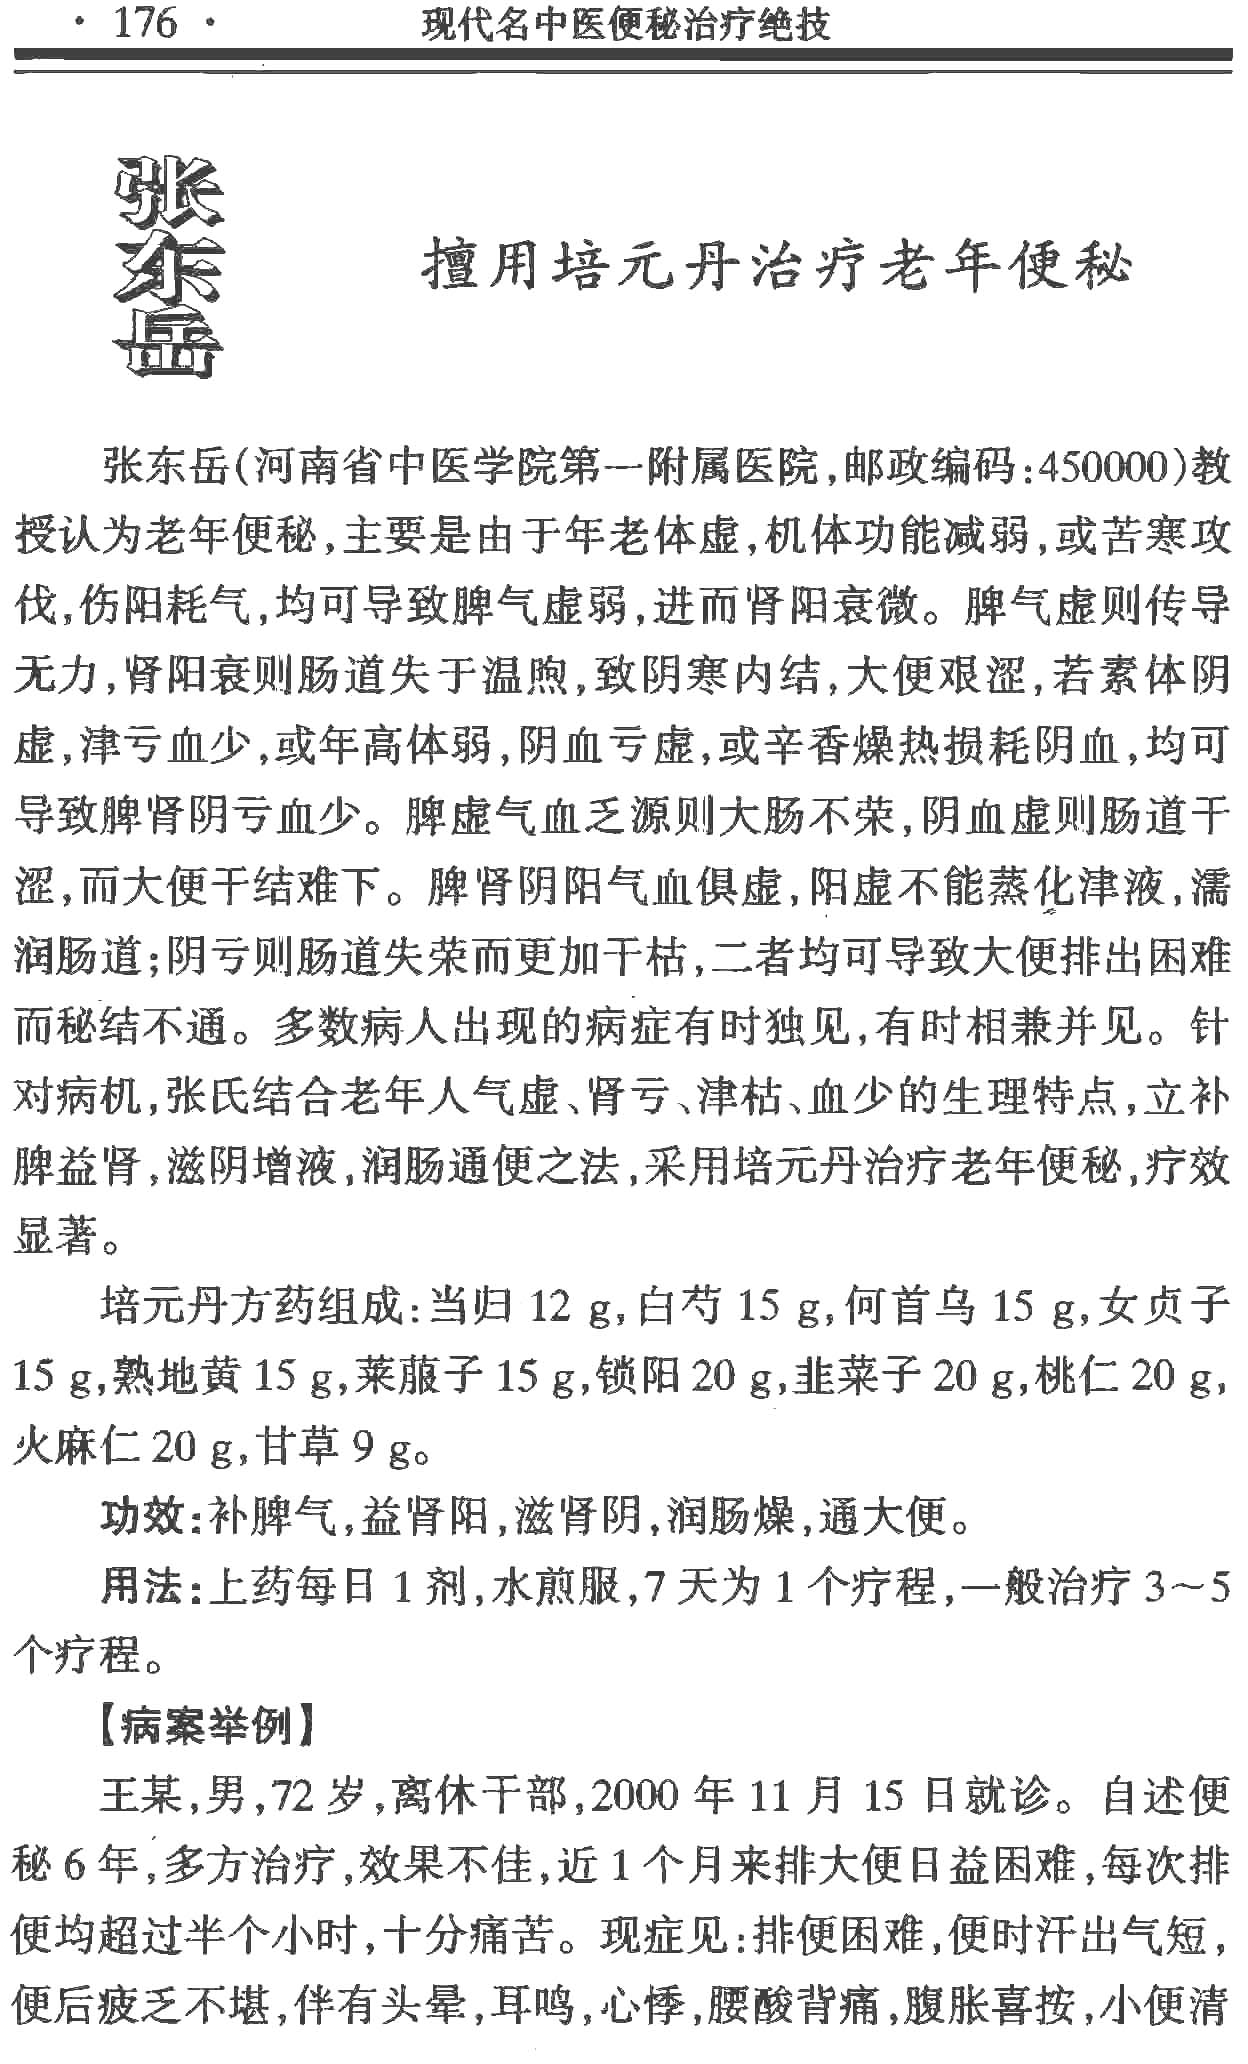 · 176 · 现代名中医便秘治疗绝技
张东岳
擅用培元丹治疗老年便秘
张东岳(河南省中医学院第一附属医院,邮政编码:450000)教
授认为老年便秘,主要是由于年老体虚,机体功能减弱,或苦寒攻
伐,伤阳耗气,均可导致脾气虚弱,进而肾阳衰微。脾气虚则传导
无力,肾阳衰则肠道失于温煦,致阴寒内结,大便艰涩,若素体阴
虚,津亏血少,或年高体弱,阴血亏虚,或辛香燥热损耗阴血,均可
导致脾肾阴亏血少。脾虚气血乏源则大肠不荣,阴血虚则肠道干
涩,而大便干结难下。脾肾阴阳气血俱虚,阳虚不能蒸化津液,濡
润肠道;阴亏则肠道失荣而更加干枯,二者均可导致大便排出困难
而秘结不通。多数病人出现的病症有时独见,有时相兼并见。针
对病机,张氏结合老年人气虚、肾亏、津枯、血少的生理特点,立补
脾益肾,滋阴增液,润肠通便之法,采用培元丹治疗老年便秘,疗效
显著。
培元丹方药组成:当归 12 g,白芍 15 g,何首乌 15 g,女贞子
15 g,熟地黄 15 g,莱菔子 15 g,锁阳 20 g,韭菜子 20 g,桃仁 20 g,
火麻仁 20 g,甘草 9 g。
功效:补脾气,益肾阳,滋肾阴,润肠燥,通大便。
用法:上药每日 1 剂,水煎服,7 天为 1 个疗程,一般治疗 3～5
个疗程。
【病案举例】
王某,男,72 岁,离休干部,2000 年 11 月 15 日就诊。自述便
秘 6 年,多方治疗,效果不佳,近 1 个月来排大便日益困难,每次排
便均超过半个小时,十分痛苦。现症见:排便困难,便时汗出气短,
便后疲乏不堪,伴有头晕,耳鸣,心悸,腰酸背痛,腹胀喜按,小便清